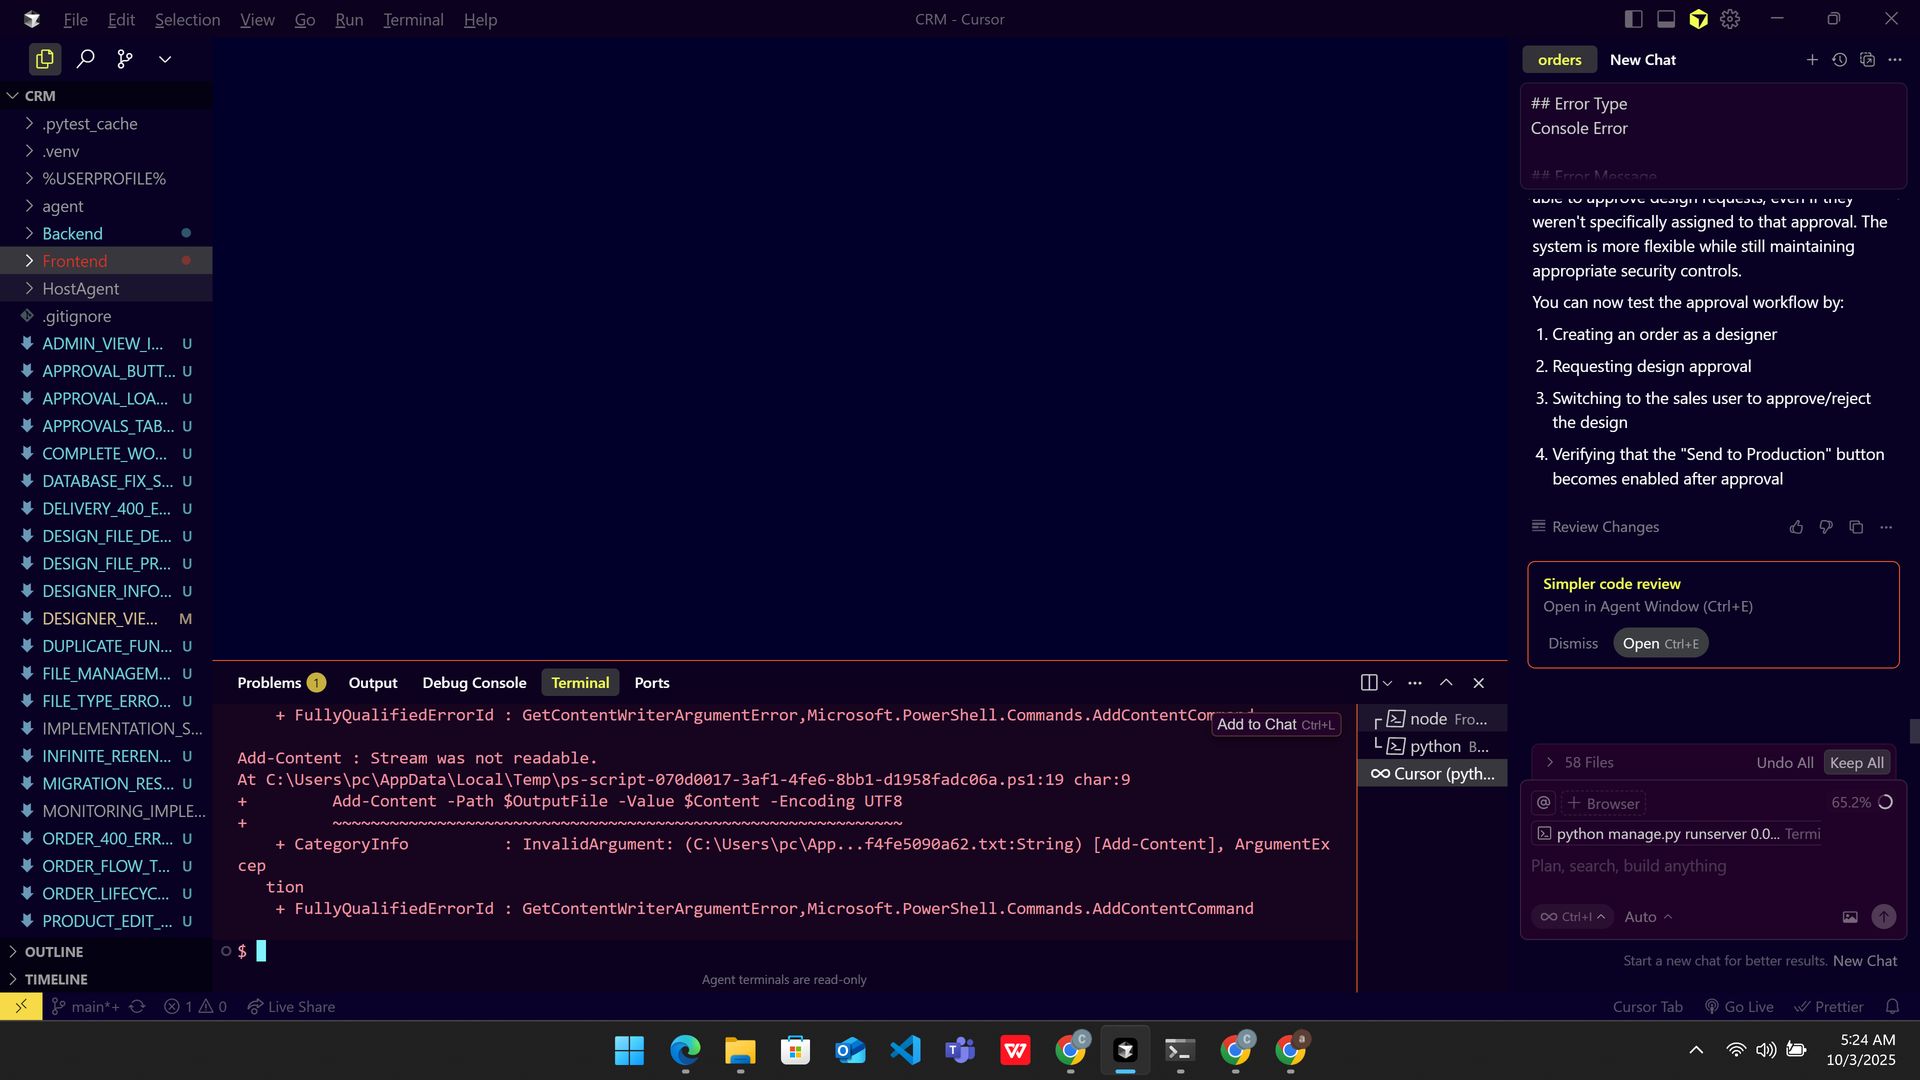 File Edit Selection View Go Run Terminal Help
CRM - Cursor
CRM
.pytest_cache
.venv
%USERPROFILE%
agent
Backend
Frontend
HostAgent
.gitignore
ADMIN_VIEW_I... U
APPROVAL_BUTT... U
APPROVAL_LOA... U
APPROVALS_TAB... U
COMPLETE_WO... U
DATABASE_FIX_S... U
DELIVERY_400_E... U
DESIGN_FILE_DE... U
DESIGN_FILE_PR... U
DESIGNER_INFO... U
DESIGNER_VIE... M
DUPLICATE_FUN... U
FILE_MANAGEM... U
FILE_TYPE_ERRO... U
IMPLEMENTATION_S...
INFINITE_REREN... U
MIGRATION_RES... U
MONITORING_IMPLE...
ORDER_400_ERR... U
ORDER_FLOW_T... U
ORDER_LIFECYC... U
PRODUCT_EDIT_... U
OUTLINE
TIMELINE
Problems 1 Output Debug Console Terminal Ports
+ FullyQualifiedErrorId : GetContentWriterArgumentError,Microsoft.PowerShell.Commands.AddContentCommand
Add to Chat Ctrl+L
Add-Content : Stream was not readable.
At C:\Users\pc\AppData\Local\Temp\ps-script-070d0017-3af1-4fe6-8bb1-d1958fadc06a.ps1:19 char:9
+         Add-Content -Path $OutputFile -Value $Content -Encoding UTF8
+         ~~~~~~~~~~~~~~~~~~~~~~~~~~~~~~~~~~~~~~~~~~~~~~~~~~~~~~~~~~~~
+ CategoryInfo          : InvalidArgument: (C:\Users\pc\App...f4fe5090a62.txt:String) [Add-Content], ArgumentEx
cep
tion
+ FullyQualifiedErrorId : GetContentWriterArgumentError,Microsoft.PowerShell.Commands.AddContentCommand
$
Agent terminals are read-only
node Fro...
python B...
Cursor (pyth...
orders New Chat
## Error Type
Console Error
## Error Message
able to approve design requests, even if they
weren't specifically assigned to that approval. The
system is more flexible while still maintaining
appropriate security controls.
You can now test the approval workflow by:
1. Creating an order as a designer
2. Requesting design approval
3. Switching to the sales user to approve/reject
the design
4. Verifying that the "Send to Production" button
becomes enabled after approval
Review Changes
Simpler code review
Open in Agent Window (Ctrl+E)
Dismiss Open Ctrl+E
58 Files Undo All Keep All
@ + Browser 65.2%
python manage.py runserver 0.0... Termi
Plan, search, build anything
Ctrl+I Auto
Start a new chat for better results. New Chat
main*+ 1 0 Live Share
Cursor Tab Go Live Prettier
5:24 AM
10/3/2025